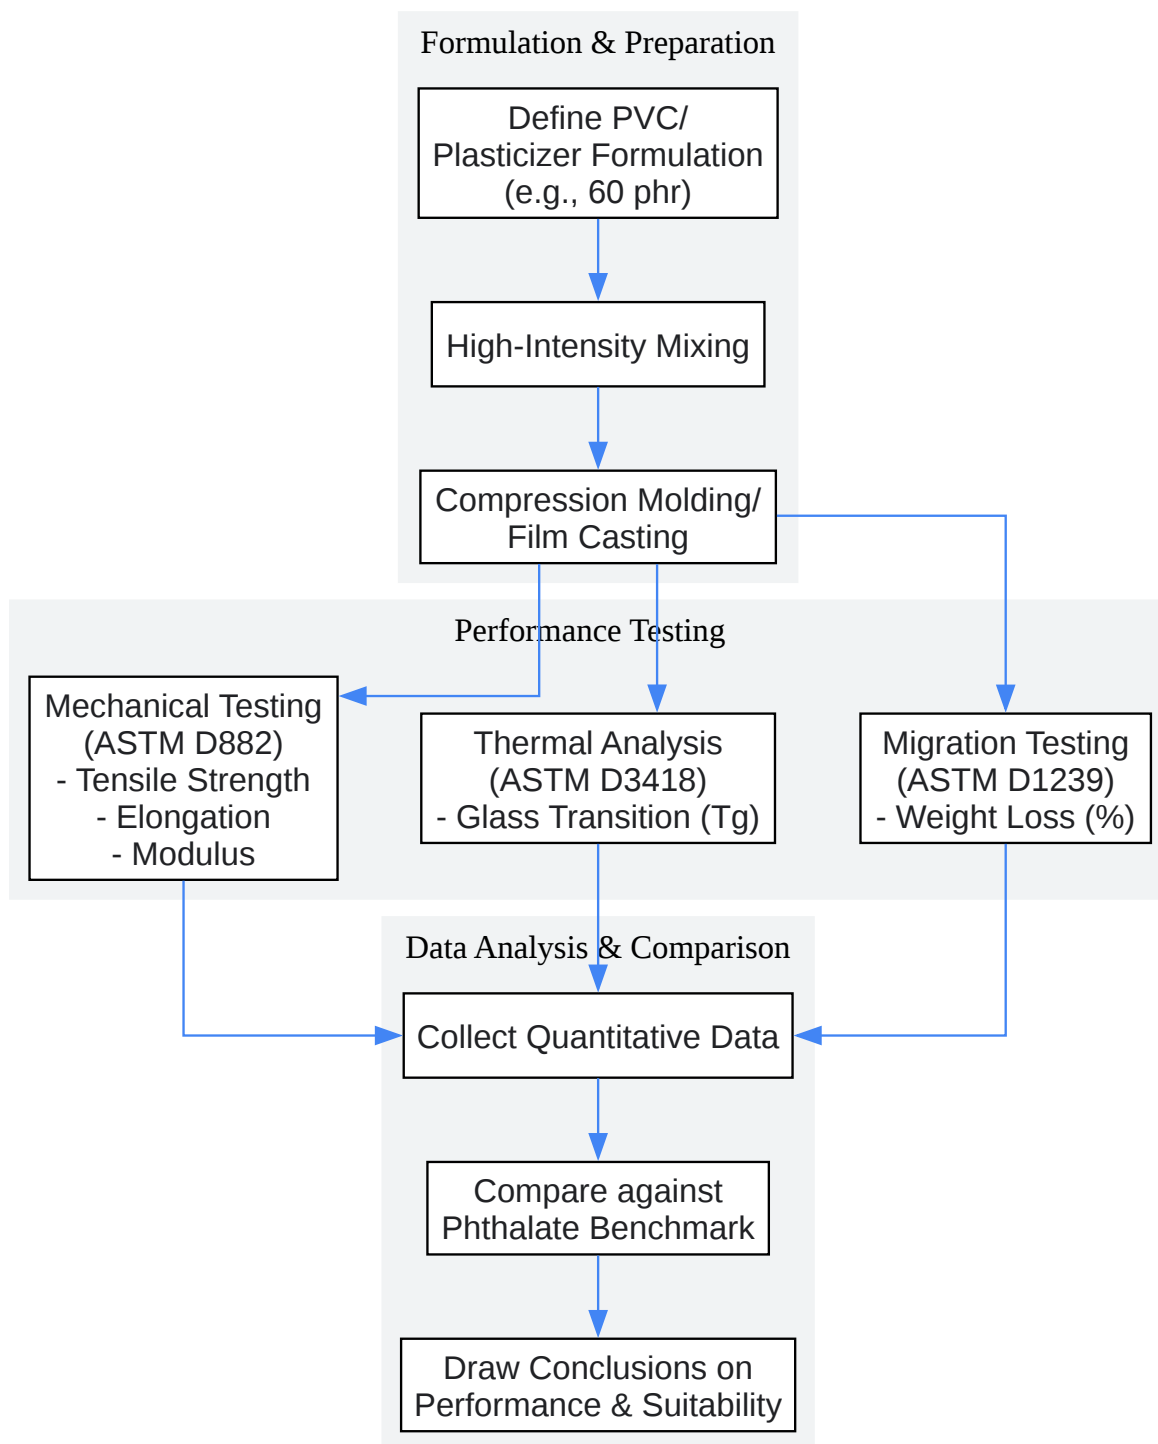 Formulation & Preparation
Define PVC/
Plasticizer Formulation
(e.g., 60 phr)
High-Intensity Mixing
Compression Molding/
Film Casting
Performance Testing
Mechanical Testing
(ASTM D882)
- Tensile Strength
- Elongation
- Modulus
Thermal Analysis
(ASTM D3418)
- Glass Transition (Tg)
Migration Testing
(ASTM D1239)
- Weight Loss (%)
Data Analysis & Comparison
Collect Quantitative Data
Compare against
Phthalate Benchmark
Draw Conclusions on
Performance & Suitability